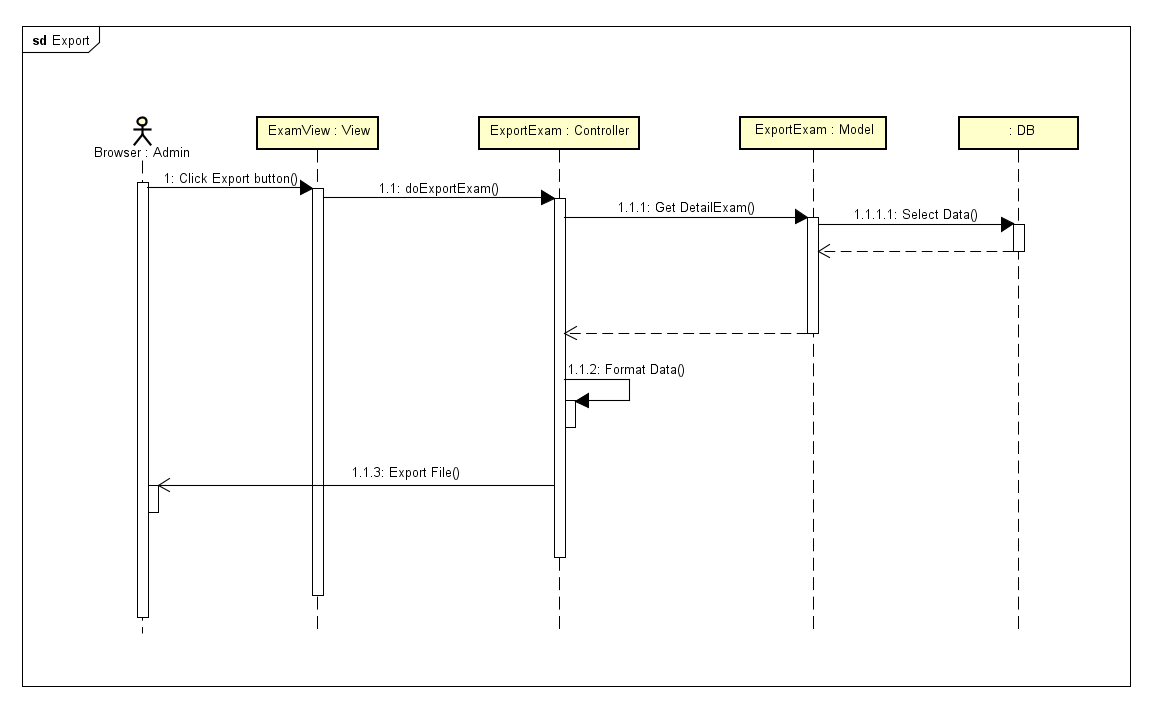 sd Export
Browser : Admin
ExamView : View
ExportExam : Controller
ExportExam : Model
: DB
1: Click Export button()
1.1: doExportExam()
1.1.1: Get DetailExam()
1.1.1.1: Select Data()
1.1.2: Format Data()
1.1.3: Export File()